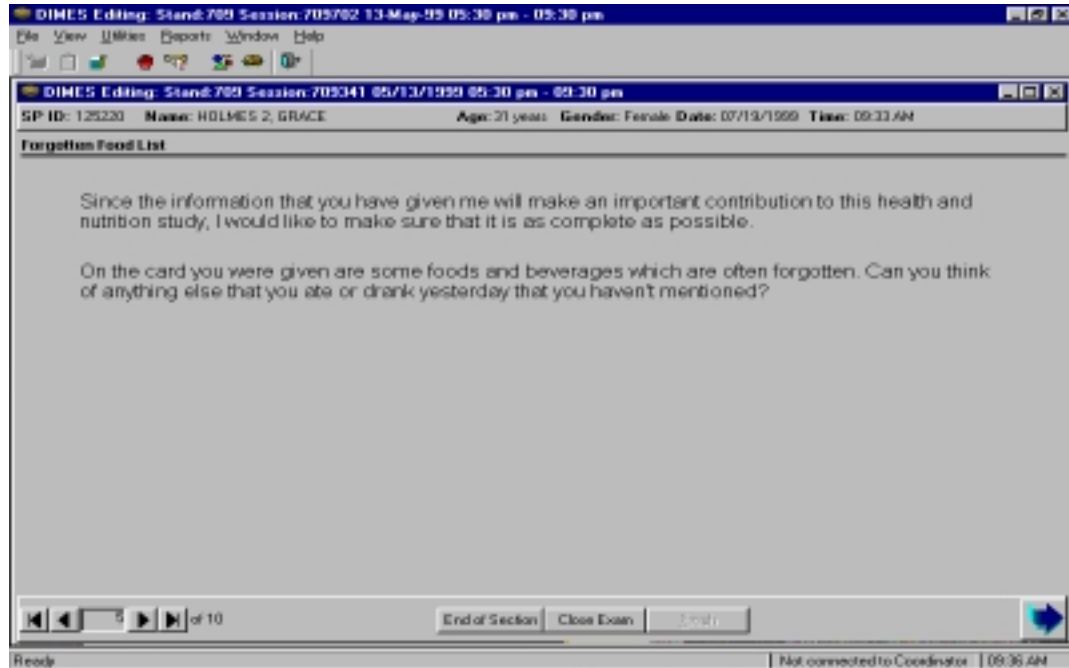 DIMES Editing: Stand:709 Session:709702 13-May-99 05:30 pm - 09:30 pm
File View Utilities Reports Window Help
DIMES Editing: Stand:709 Session:709341 05/13/1999 05:30 pm - 09:30 pm
SP ID: 125220 Name: HOLMES 2, GRACE Age: 31 years Gender: Female Date: 07/19/1999 Time: 09:33 AM
Forgotten Food List
Since the information that you have given me will make an important contribution to this health and
nutrition study, I would like to make sure that it is as complete as possible.
On the card you were given are some foods and beverages which are often forgotten. Can you think
of anything else that you ate or drank yesterday that you haven't mentioned?
5 of 10 End of Section Close Exam
Ready Not connected to Coordinator 09:36 AM